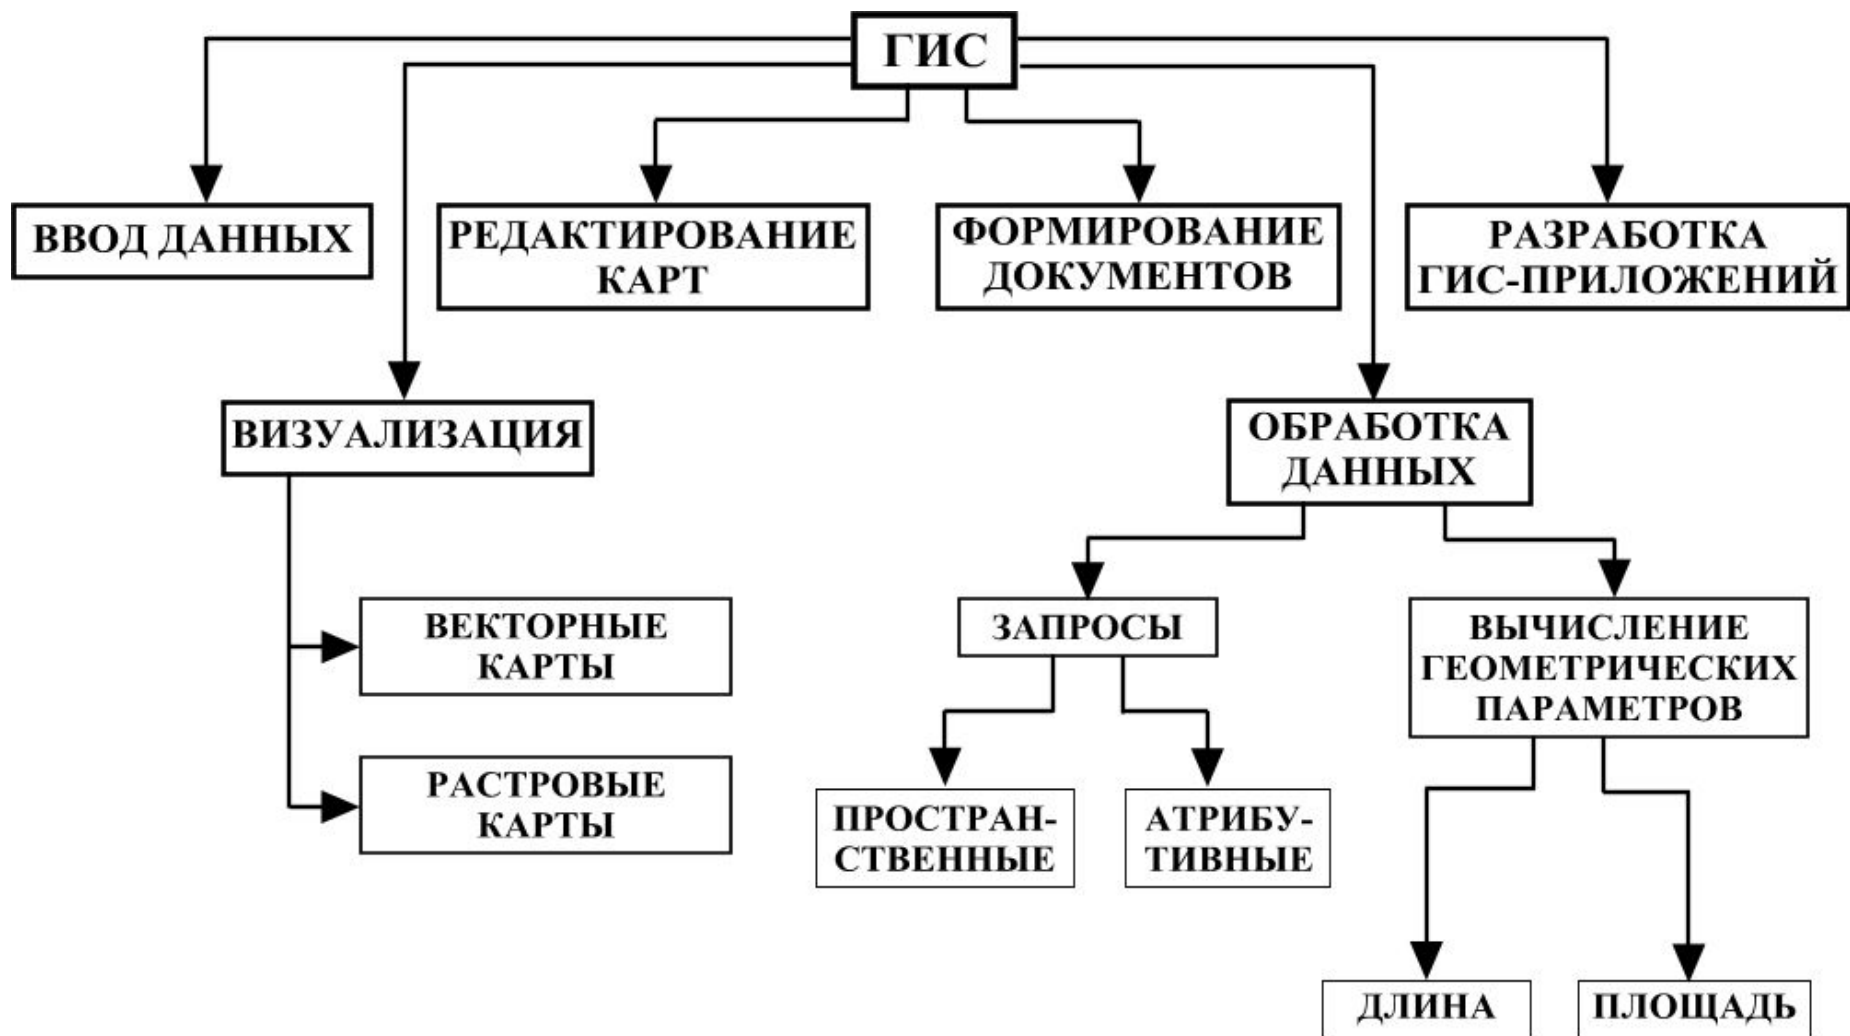 ГИС
ВВОД ДАННЫХ
РЕДАКТИРОВАНИЕ
КАРТ
ФОРМИРОВАНИЕ
ДОКУМЕНТОВ
РАЗРАБОТКА
ГИС-ПРИЛОЖЕНИЙ
ВИЗУАЛИЗАЦИЯ
ОБРАБОТКА
ДАННЫХ
ВЕКТОРНЫЕ
КАРТЫ
РАСТРОВЫЕ
КАРТЫ
ЗАПРОСЫ
ВЫЧИСЛЕНИЕ
ГЕОМЕТРИЧЕСКИХ
ПАРАМЕТРОВ
ПРОСТРАН-
СТВЕННЫЕ
АТРИБУ-
ТИВНЫЕ
ДЛИНА
ПЛОЩАДЬ